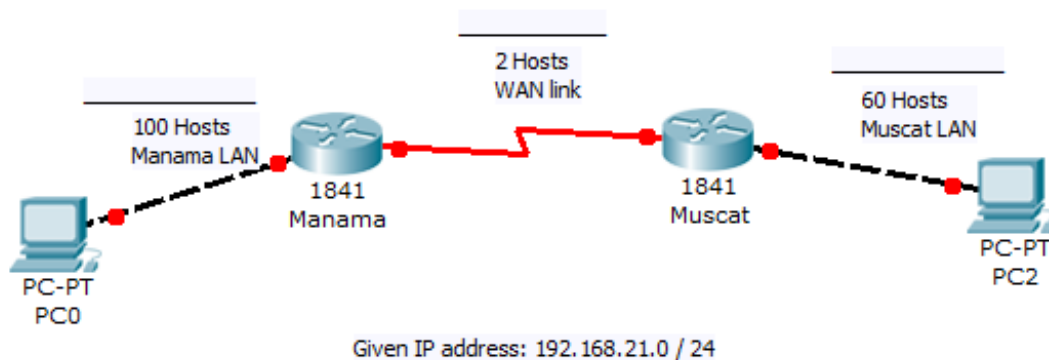 2 Hosts
WAN link
100 Hosts
Manama LAN
60 Hosts
Muscat LAN
1841
Manama
1841
Muscat
PC-PT
PC0
PC-PT
PC2
Given IP address: 192.168.21.0 / 24